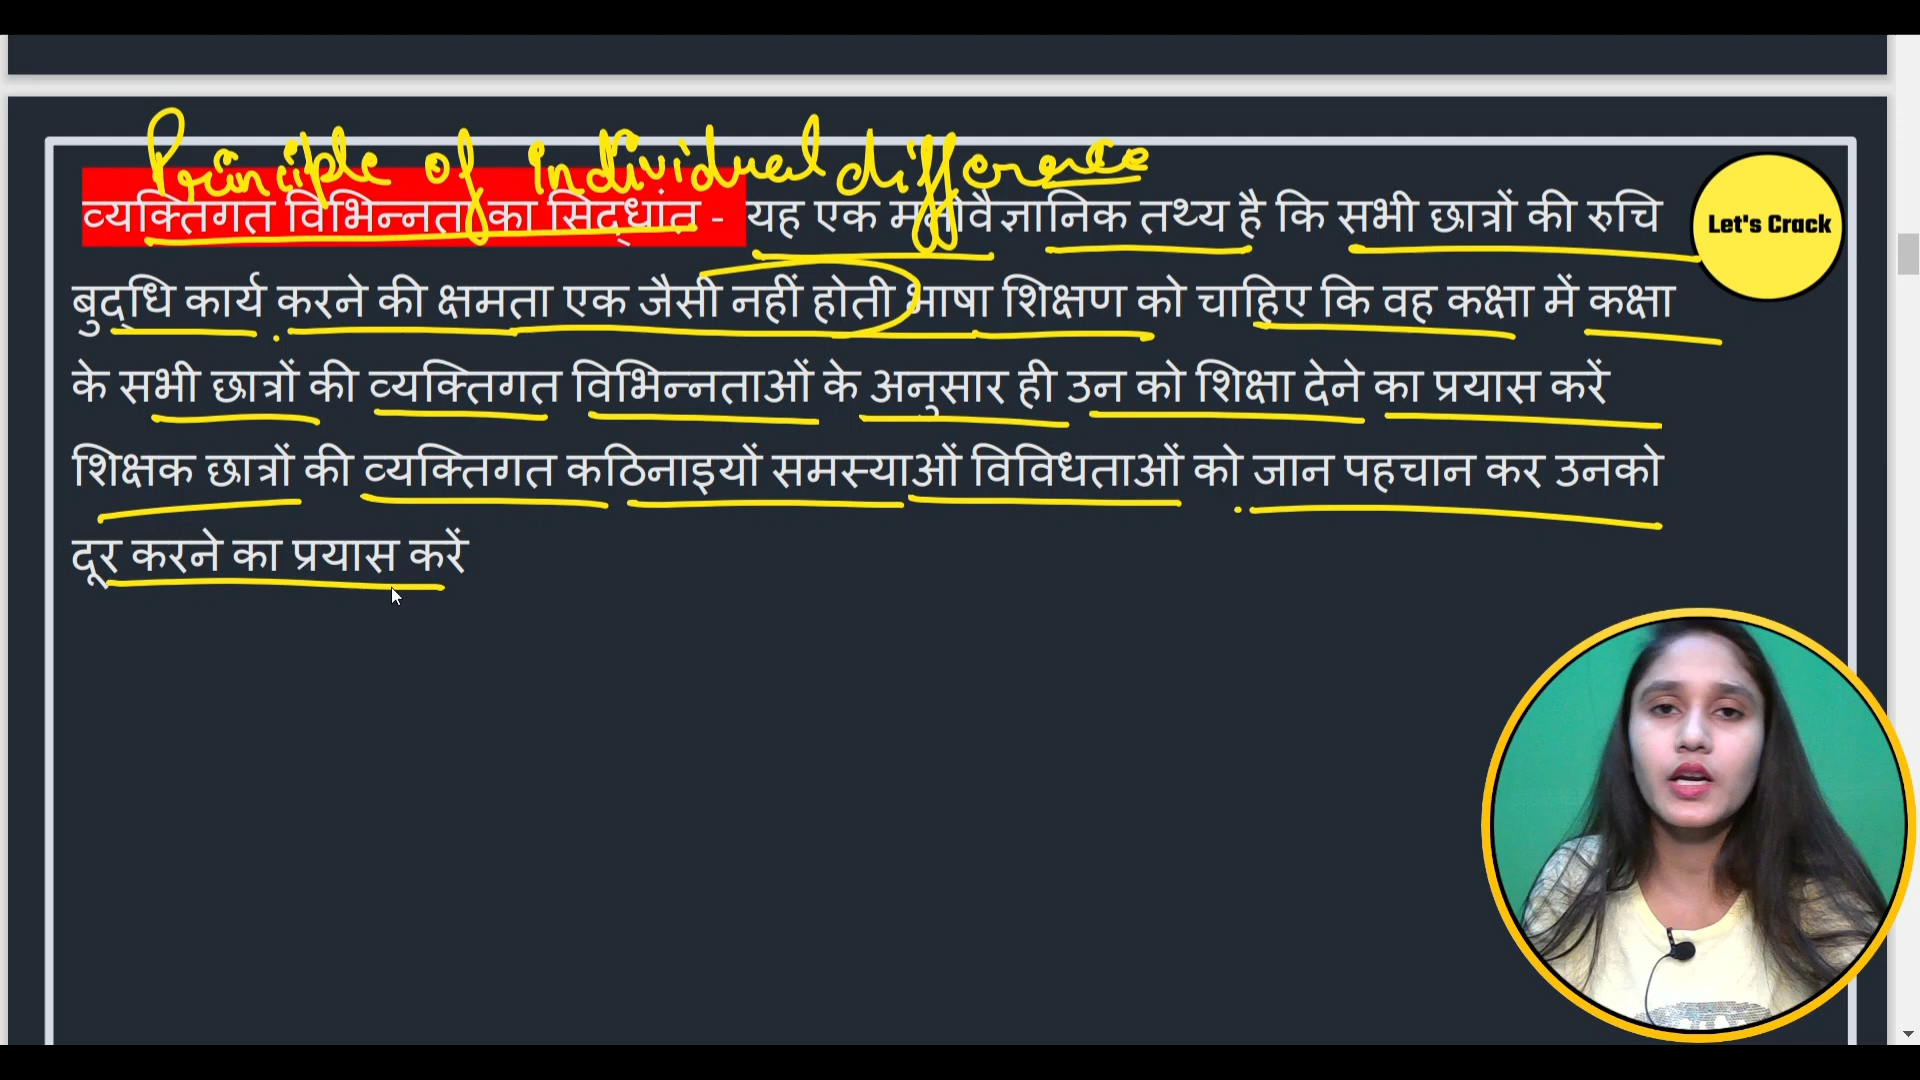 Principle of individual difference
व्यक्तिगत विभिन्नता का सिद्धांत - यह एक मनोवैज्ञानिक तथ्य है कि सभी छात्रों की रुचि
बुद्धि कार्य करने की क्षमता एक जैसी नहीं होती भाषा शिक्षण को चाहिए कि वह कक्षा में कक्षा
के सभी छात्रों की व्यक्तिगत विभिन्नताओं के अनुसार ही उन को शिक्षा देने का प्रयास करें
शिक्षक छात्रों की व्यक्तिगत कठिनाइयों समस्याओं विविधताओं को जान पहचान कर उनको
दूर करने का प्रयास करें
Let's Crack